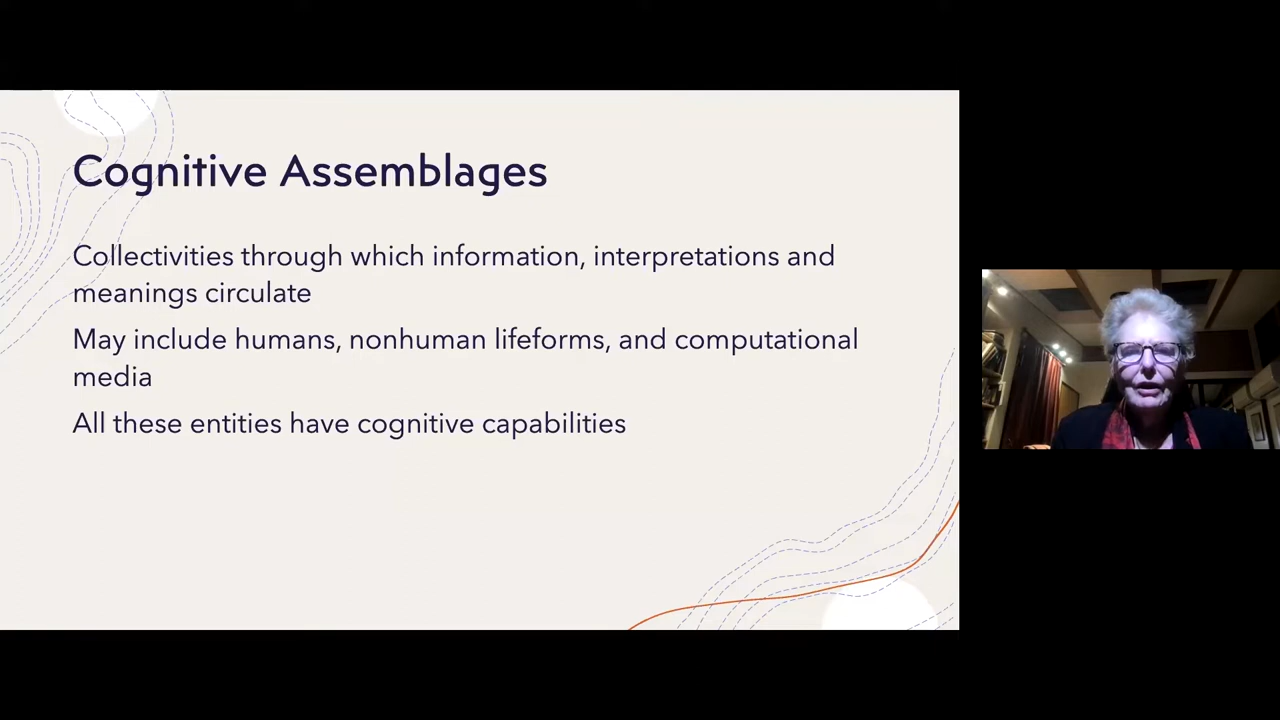 Cognitive Assemblages
Collectivities through which information, interpretations and
meanings circulate
May include humans, nonhuman lifeforms, and computational
media
All these entities have cognitive capabilities